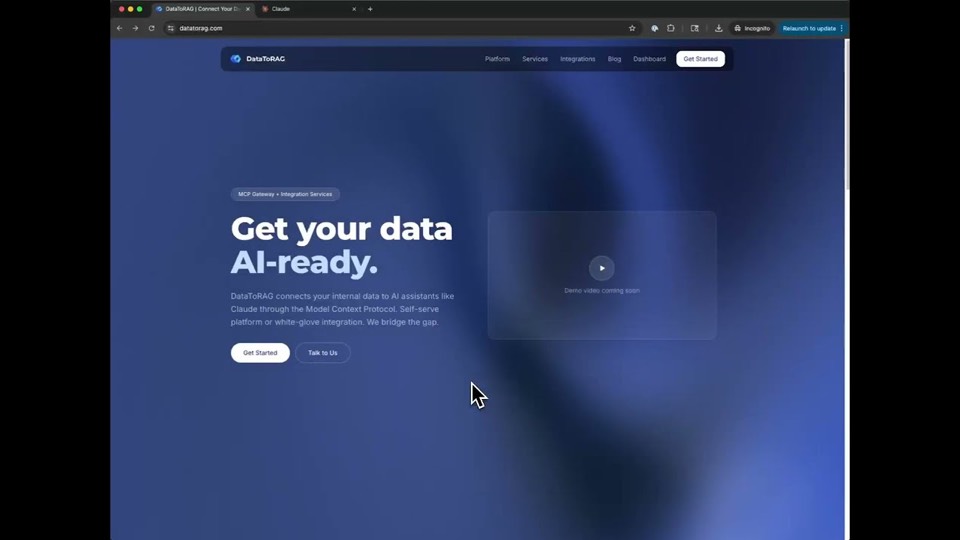 DataToRAG | Connect Your D
Claude
datatorag.com
Incognito
Relaunch to update
DataToRAG
Platform
Services
Integrations
Blog
Dashboard
Get Started
MCP Gateway + Integration Services
Get your data
AI-ready.
DataToRAG connects your internal data to AI assistants like
Claude through the Model Context Protocol. Self-serve
platform or white-glove integration. We bridge the gap.
Demo video coming soon
Get Started
Talk to Us